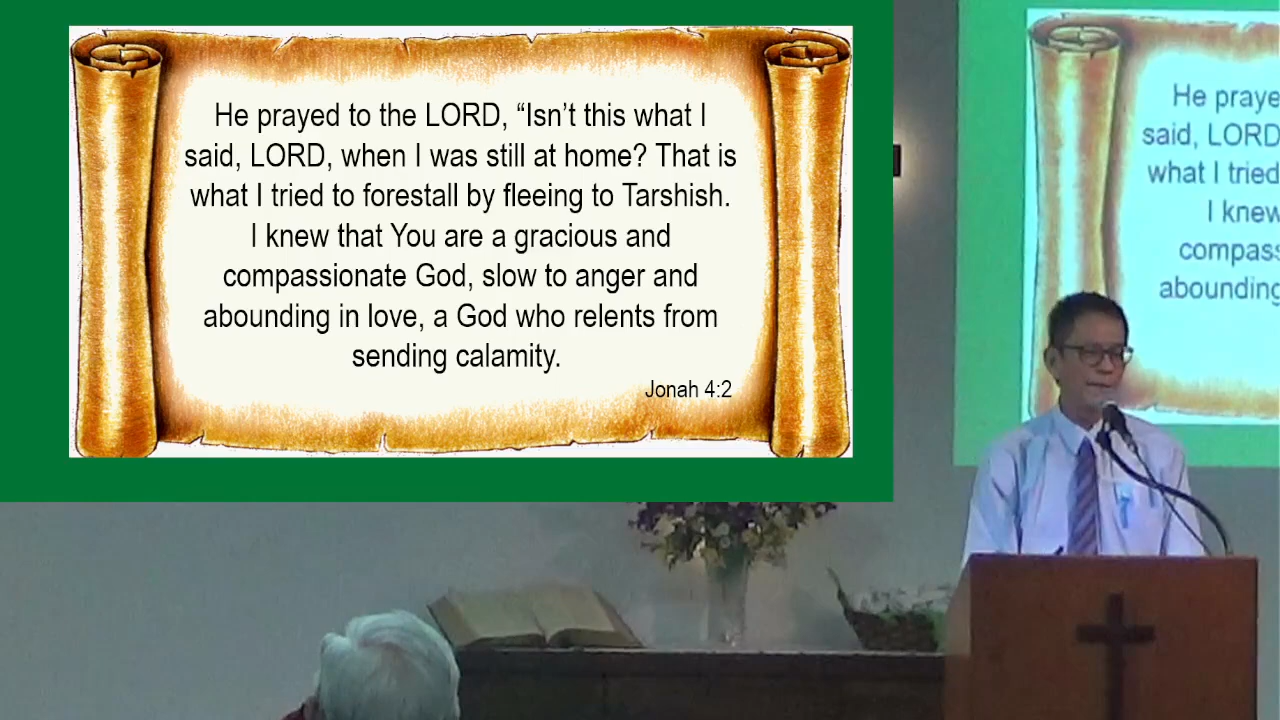 He prayed to the LORD, “Isn’t this what I
said, LORD, when I was still at home? That is
what I tried to forestall by fleeing to Tarshish.
I knew that You are a gracious and
compassionate God, slow to anger and
abounding in love, a God who relents from
sending calamity.
Jonah 4:2
He praye
said, LORD
what I tried
I knew
compass
abounding